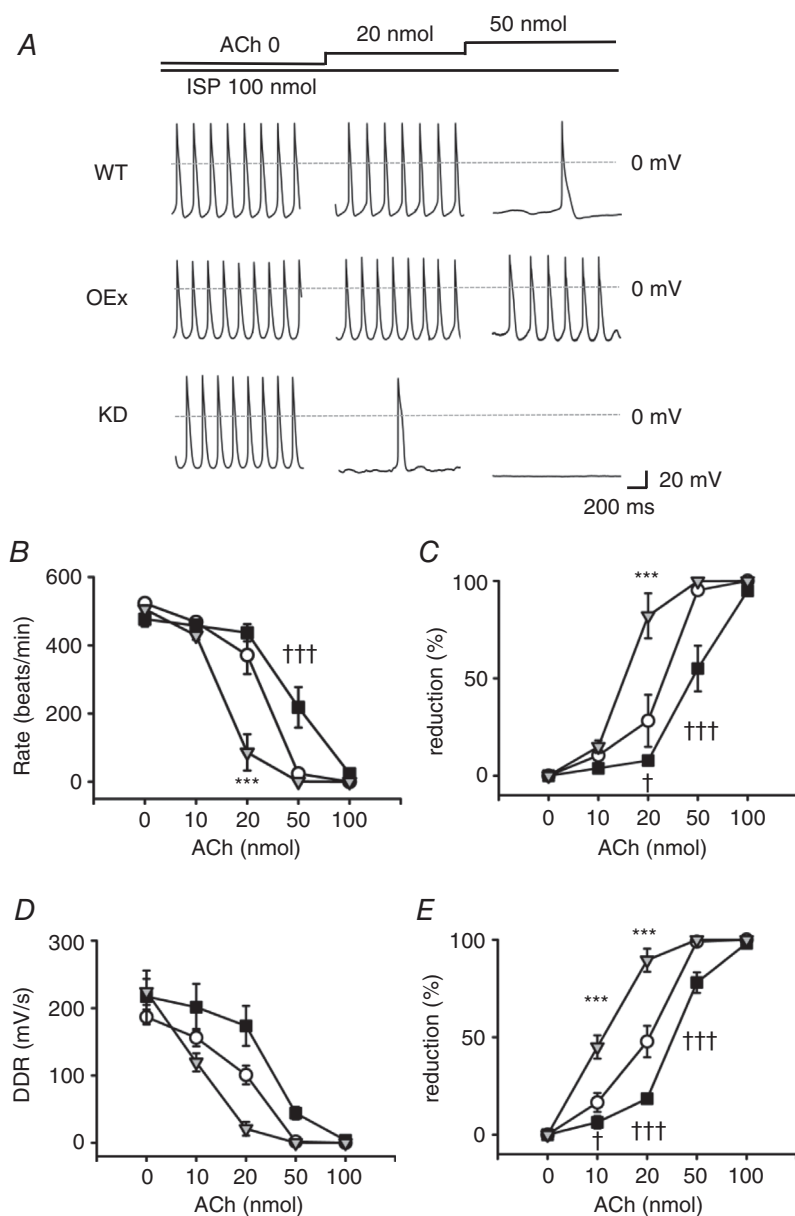 A
ACh 0
20 nmol
50 nmol
ISP 100 nmol
WT
0 mV
OEx
0 mV
KD
0 mV
20 mV
200 ms
B
Rate (beats/min)
600
400
200
0
†††
***
0 10 20 50 100
ACh (nmol)
C
reduction (%)
100
50
0
***
†††
†
0 10 20 50 100
ACh (nmol)
D
DDR (mV/s)
300
200
100
0
0 10 20 50 100
ACh (nmol)
E
reduction (%)
100
50
0
***
***
†††
†
†††
0 10 20 50 100
ACh (nmol)